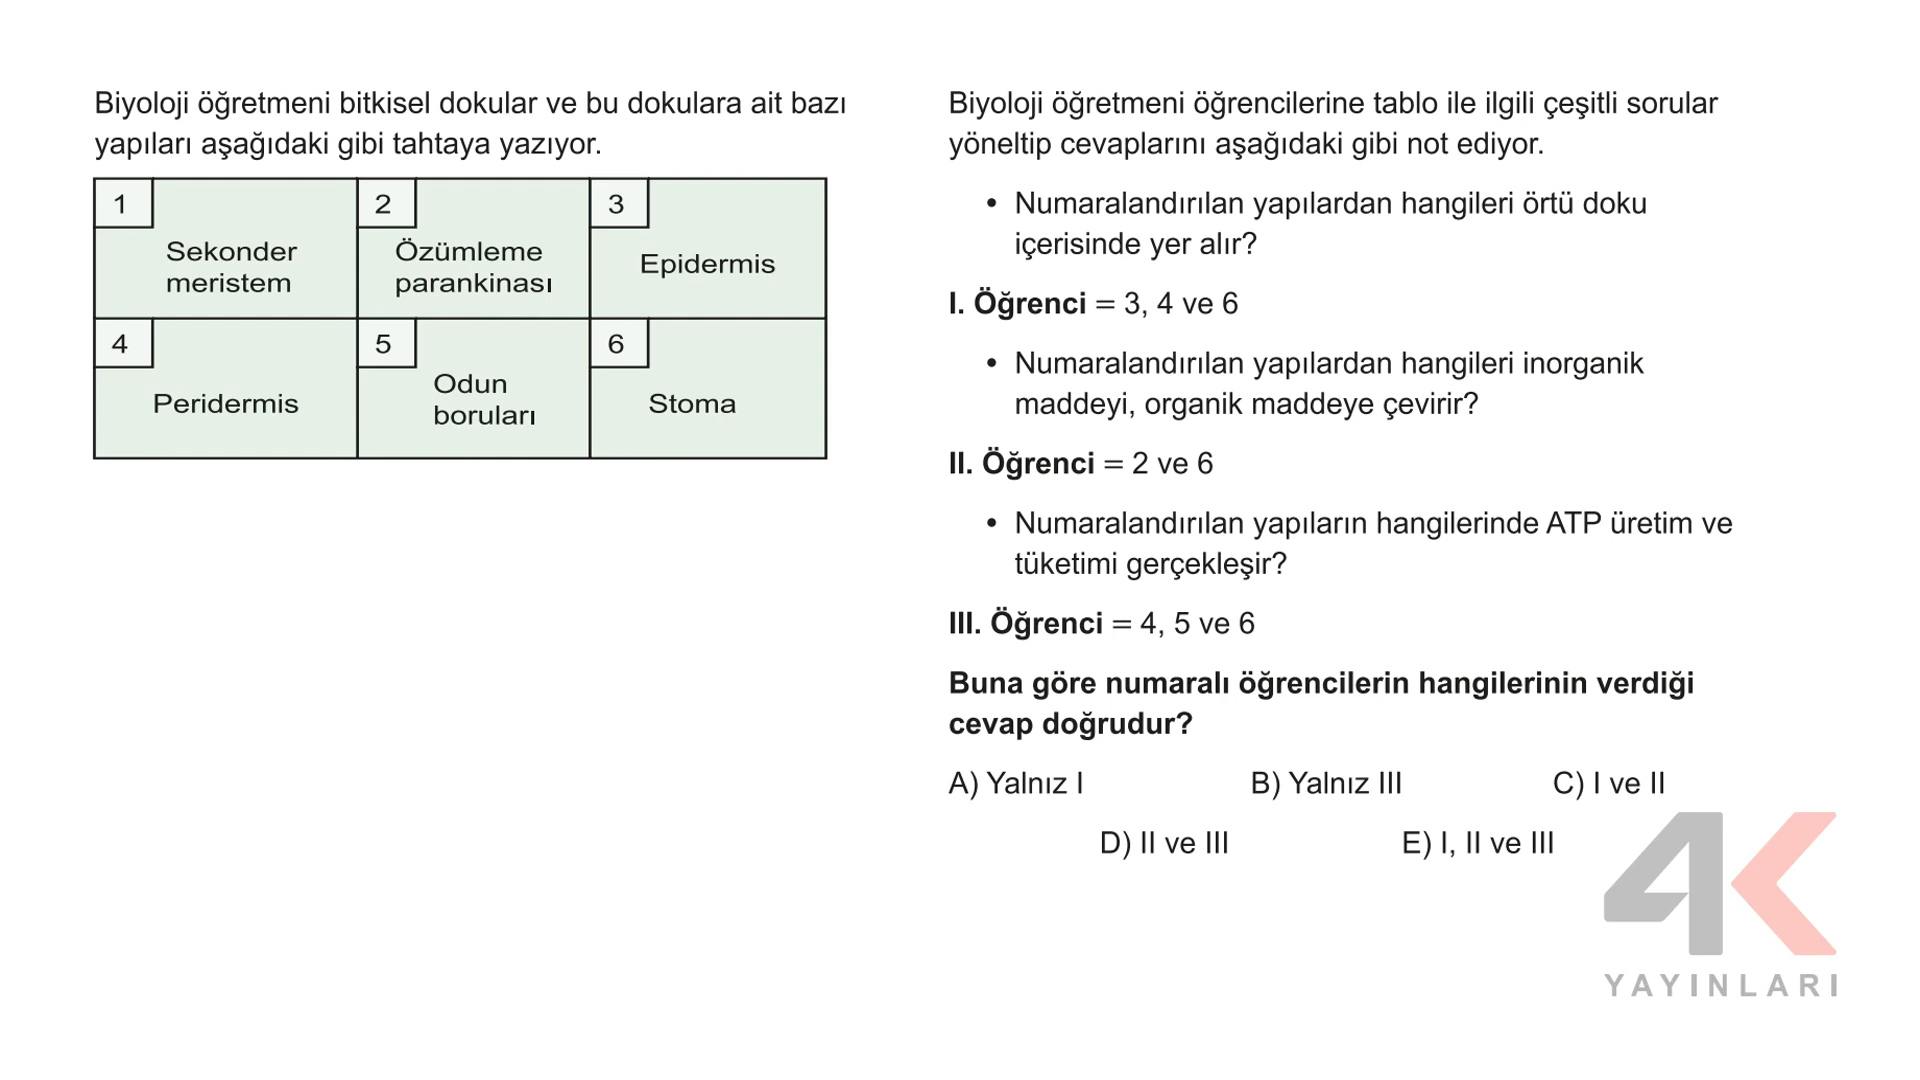 Biyoloji öğretmeni bitkisel dokular ve bu dokulara ait bazı
yapıları aşağıdaki gibi tahtaya yazıyor.
1
Sekonder
meristem
2
Özümleme
parankinası
3
Epidermis
4
Peridermis
5
Odun
boruları
6
Stoma
Biyoloji öğretmeni öğrencilerine tablo ile ilgili çeşitli sorular
yöneltip cevaplarını aşağıdaki gibi not ediyor.
• Numaralandırılan yapılardan hangileri örtü doku
içerisinde yer alır?
I. Öğrenci = 3, 4 ve 6
• Numaralandırılan yapılardan hangileri inorganik
maddeyi, organik maddeye çevirir?
II. Öğrenci = 2 ve 6
• Numaralandırılan yapıların hangilerinde ATP üretim ve
tüketimi gerçekleşir?
III. Öğrenci = 4, 5 ve 6
Buna göre numaralı öğrencilerin hangilerinin verdiği
cevap doğrudur?
A) Yalnız I B) Yalnız III C) I ve II
D) II ve III E) I, II ve III
4K
YAYINLARI